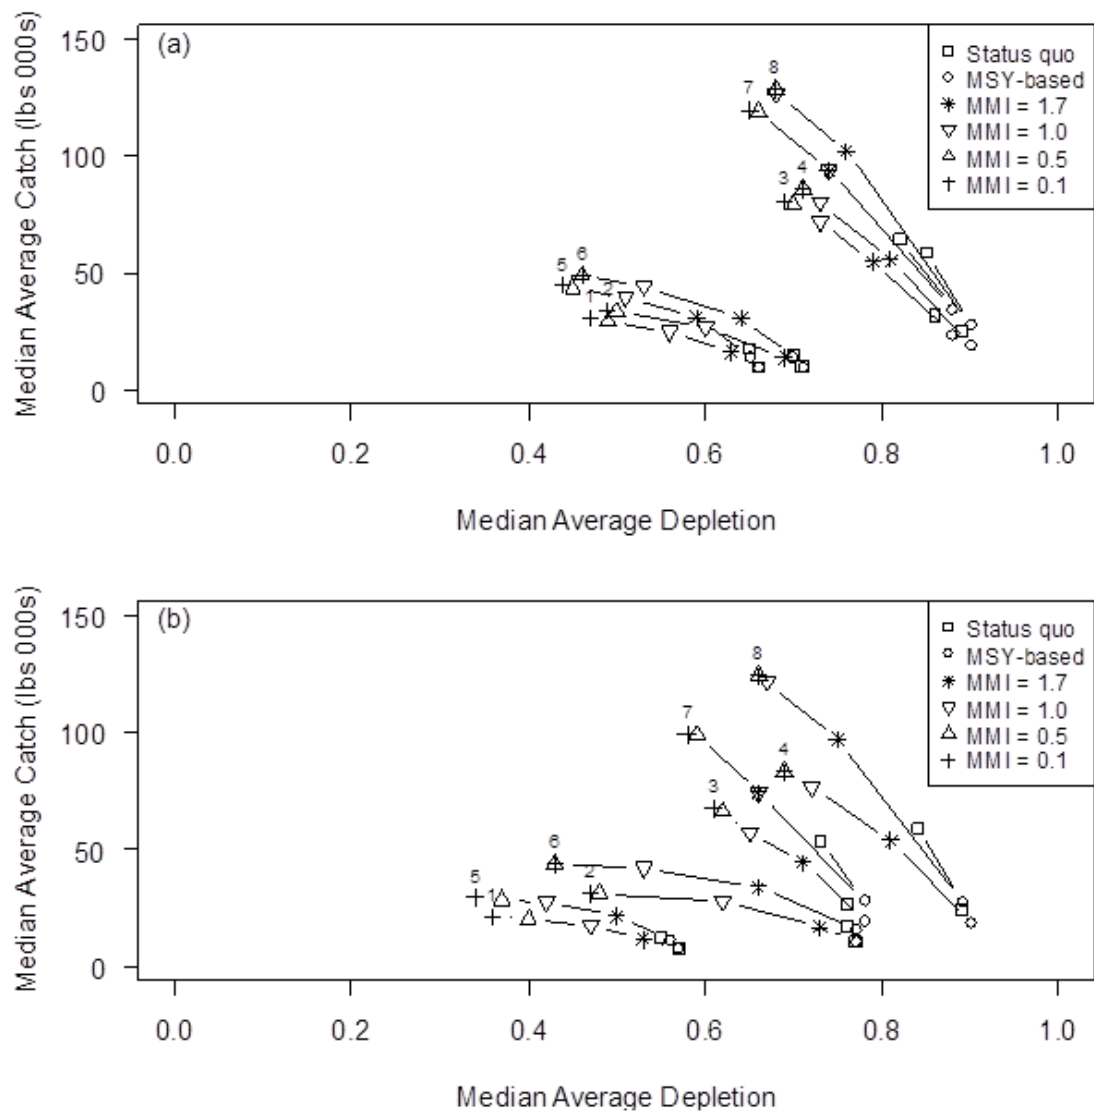 (a)
150
100
50
0
Median Average Catch (lbs 000s)
8
7
4
3
6
5
2
1
Status quo
MSY-based
MMI = 1.7
MMI = 1.0
MMI = 0.5
MMI = 0.1
0.0 0.2 0.4 0.6 0.8 1.0
Median Average Depletion
(b)
150
100
50
0
Median Average Catch (lbs 000s)
8
7
4
3
6
2
5
1
Status quo
MSY-based
MMI = 1.7
MMI = 1.0
MMI = 0.5
MMI = 0.1
0.0 0.2 0.4 0.6 0.8 1.0
Median Average Depletion